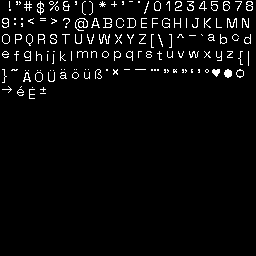 !"#$%&'()*+,-./012345678
9:;<=>?@ABCDEFGHIJKLMN
OPQRSTUVWXYZ[\]^_`abcd
efghijklmnopqrstuvwxyz{|
}~ÄÖÜäöüß
♥●○
→éÉ±